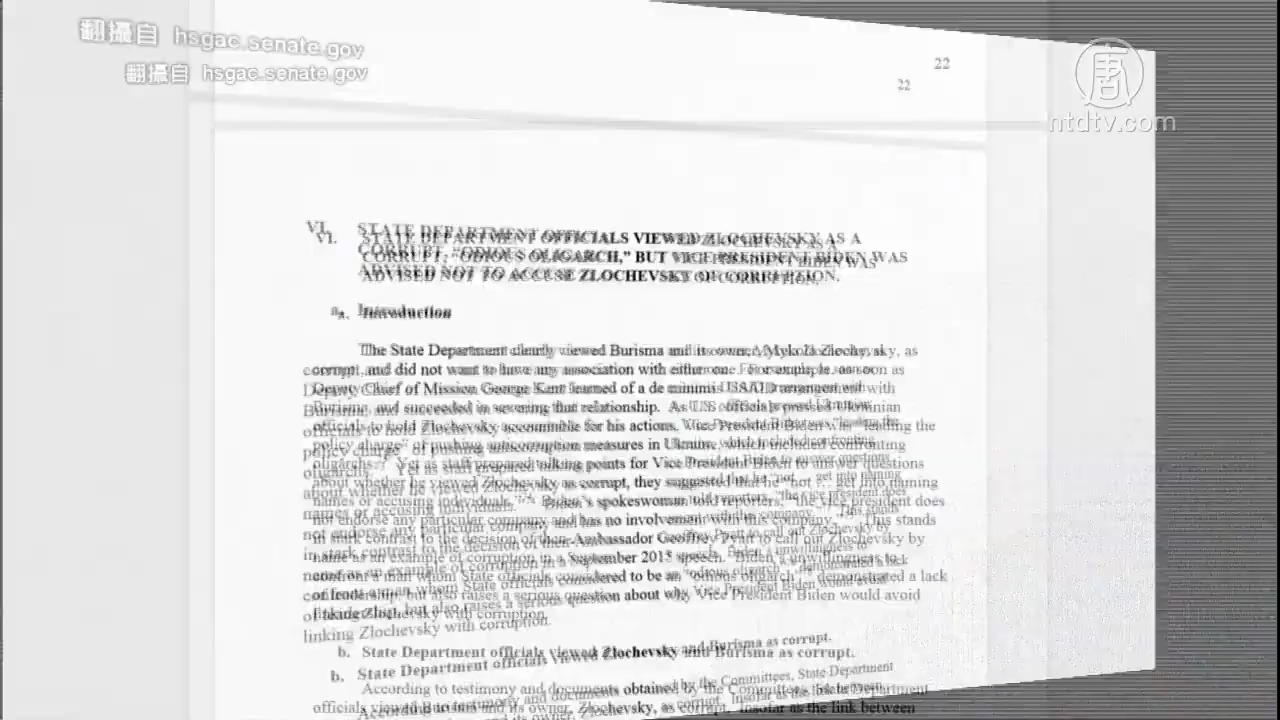 翻攝自 hsgac.senate.gov
翻攝自 hsgac.senate.gov
唐
ntdtv.com
22
22
VI. STATE DEPARTMENT OFFICIALS VIEWED ZLOCHEVSKY AS A
CORRUPT, “ODIOUS OLIGARCH,” BUT VICE PRESIDENT BIDEN WAS
ADVISED NOT TO ACCUSE ZLOCHEVSKY OF CORRUPTION.
a. Introduction
The State Department clearly viewed Burisma and its owner, Mykola Zlochevsky, as
corrupt, and did not want to have any association with either one. For example, as soon as
Deputy Chief of Mission George Kent learned of a de minimis USAID arrangement with
Burisma and succeeded in severing that relationship. As U.S. officials pressed Ukrainian
officials to hold Zlochevsky accountable for his actions, Vice President Biden was “leading the
policy charge” of pushing anticorruption measures in Ukraine, which included confronting
oligarchs. Yet as staff prepared talking points for Vice President Biden to answer questions
about whether he viewed Zlochevsky as corrupt, they suggested that he “not … get into naming
names or accusing individuals.” Biden’s spokeswoman told reporters, “the vice president does
not endorse any particular company and has no involvement with this company.” This stands
in stark contrast to the decision of then-Ambassador Geoffrey Pyatt to call out Zlochevsky by
name as an example of corruption in a September 2015 speech. Biden’s unwillingness to
confront a man whom State officials considered to be an “odious oligarch” demonstrated a lack
of leadership, but also raises a serious question about why Vice President Biden would avoid
linking Zlochevsky with corruption.
b. State Department officials viewed Zlochevsky and Burisma as corrupt.
According to testimony and documents obtained by the Committees, State Department
officials viewed Burisma and its owner, Zlochevsky, as corrupt. Insofar as the link between